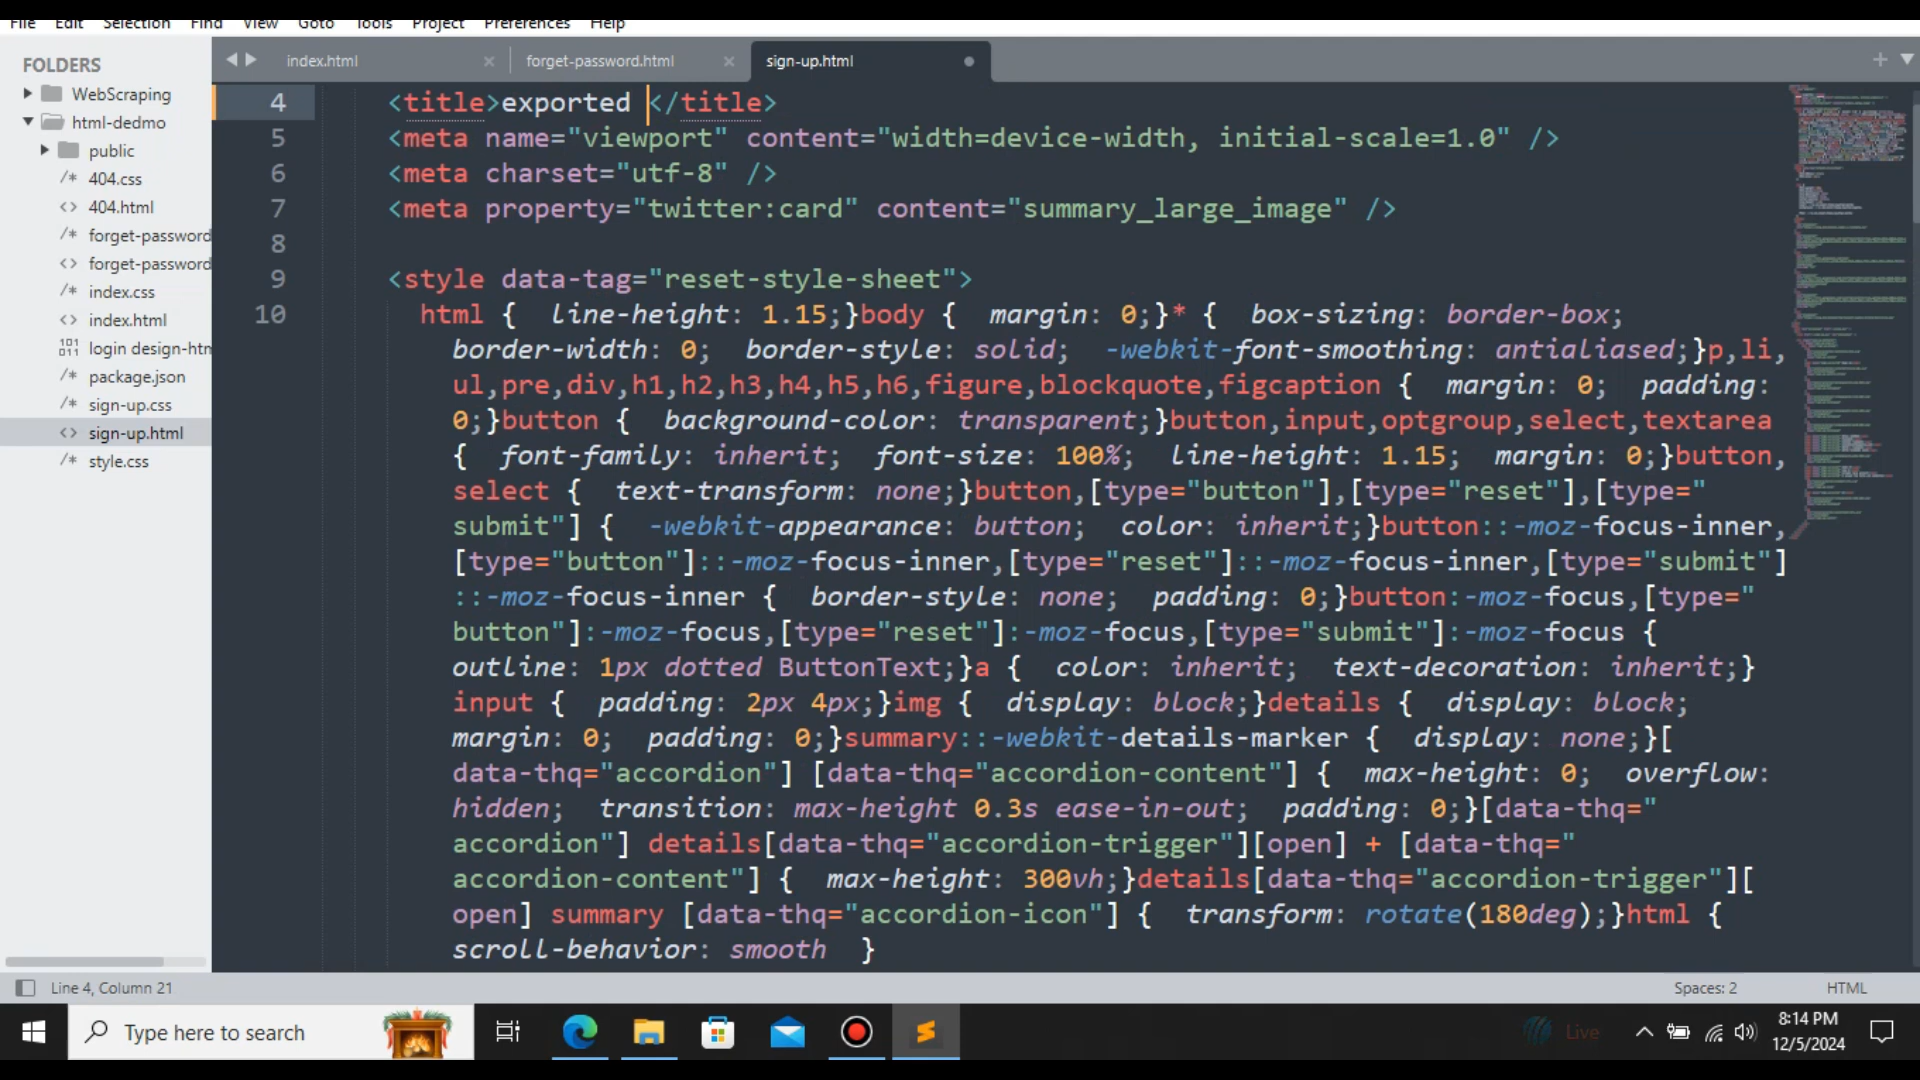 File Edit Selection Find View Goto Tools Project Preferences Help
FOLDERS
WebScraping
html-dedmo
public
404.css
404.html
forget-password
forget-password
index.css
index.html
login design-htm
package.json
sign-up.css
sign-up.html
style.css
index.html × forget-password.html × sign-up.html
4 <title>exported </title>
5 <meta name="viewport" content="width=device-width, initial-scale=1.0" />
6 <meta charset="utf-8" />
7 <meta property="twitter:card" content="summary_large_image" />
8
9 <style data-tag="reset-style-sheet">
10 html {  line-height: 1.15;}body {  margin: 0;}* {  box-sizing: border-box;
border-width: 0;  border-style: solid;  -webkit-font-smoothing: antialiased;}p,li,
ul,pre,div,h1,h2,h3,h4,h5,h6,figure,blockquote,figcaption {  margin: 0;  padding:
0;}button {  background-color: transparent;}button,input,optgroup,select,textarea
{  font-family: inherit;  font-size: 100%;  line-height: 1.15;  margin: 0;}button,
select {  text-transform: none;}button,[type="button"],[type="reset"],[type="
submit"] {  -webkit-appearance: button;  color: inherit;}button::-moz-focus-inner,
[type="button"]::-moz-focus-inner,[type="reset"]::-moz-focus-inner,[type="submit"]
::-moz-focus-inner {  border-style: none;  padding: 0;}button:-moz-focus,[type="
button"]:-moz-focus,[type="reset"]:-moz-focus,[type="submit"]:-moz-focus {
outline: 1px dotted ButtonText;}a {  color: inherit;  text-decoration: inherit;}
input {  padding: 2px 4px;}img {  display: block;}details {  display: block;
margin: 0;  padding: 0;}summary::-webkit-details-marker {  display: none;}[
data-thq="accordion"] [data-thq="accordion-content"] {  max-height: 0;  overflow:
hidden;  transition: max-height 0.3s ease-in-out;  padding: 0;}[data-thq="
accordion"] details[data-thq="accordion-trigger"][open] + [data-thq="
accordion-content"] {  max-height: 300vh;}details[data-thq="accordion-trigger"][
open] summary [data-thq="accordion-icon"] {  transform: rotate(180deg);}html {
scroll-behavior: smooth  }
Line 4, Column 21
Spaces: 2
HTML
Type here to search
Live
8:14 PM
12/5/2024